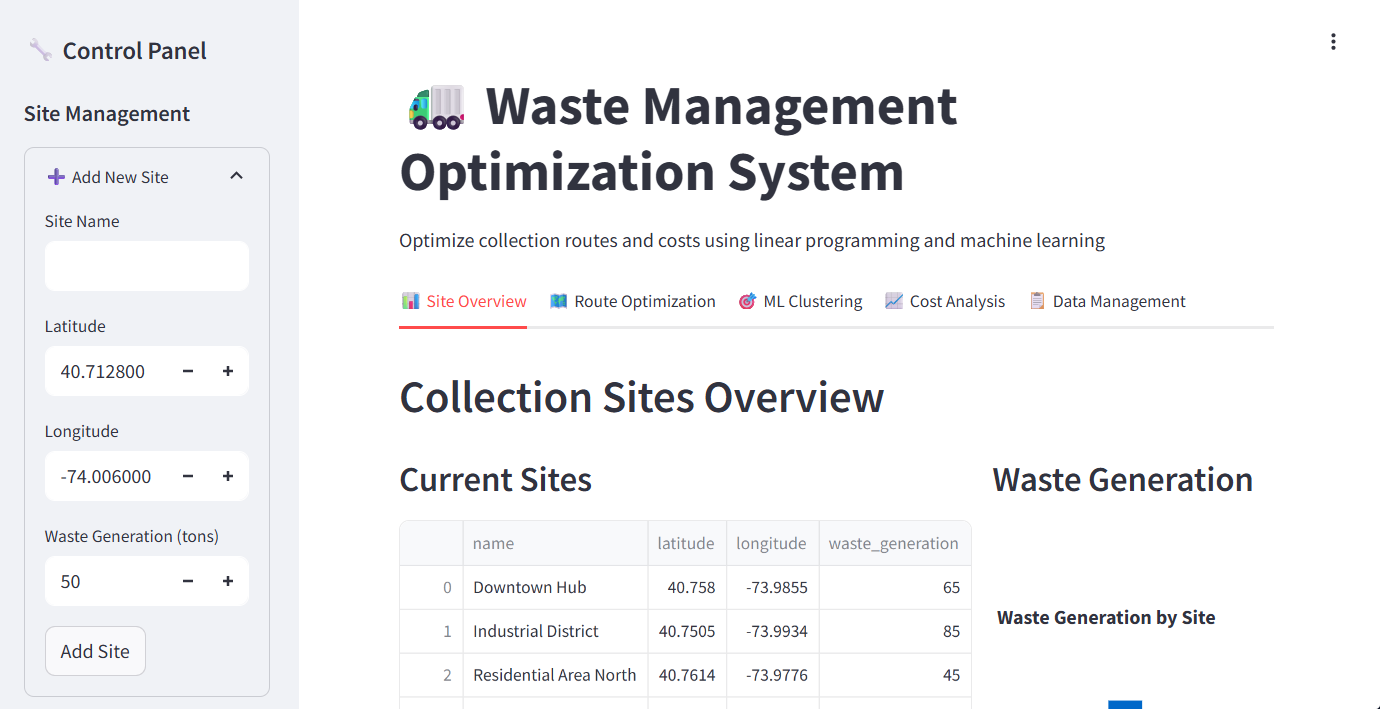 Control Panel
Site Management
Add New Site
Site Name
Latitude
40.712800
Longitude
-74.006000
Waste Generation (tons)
50
Add Site
Waste Management
Optimization System
Optimize collection routes and costs using linear programming and machine learning
Site Overview Route Optimization ML Clustering Cost Analysis Data Management
Collection Sites Overview
Current Sites
name latitude longitude waste_generation
0 Downtown Hub 40.758 -73.9855 65
1 Industrial District 40.7505 -73.9934 85
2 Residential Area North 40.7614 -73.9776 45
Waste Generation
Waste Generation by Site